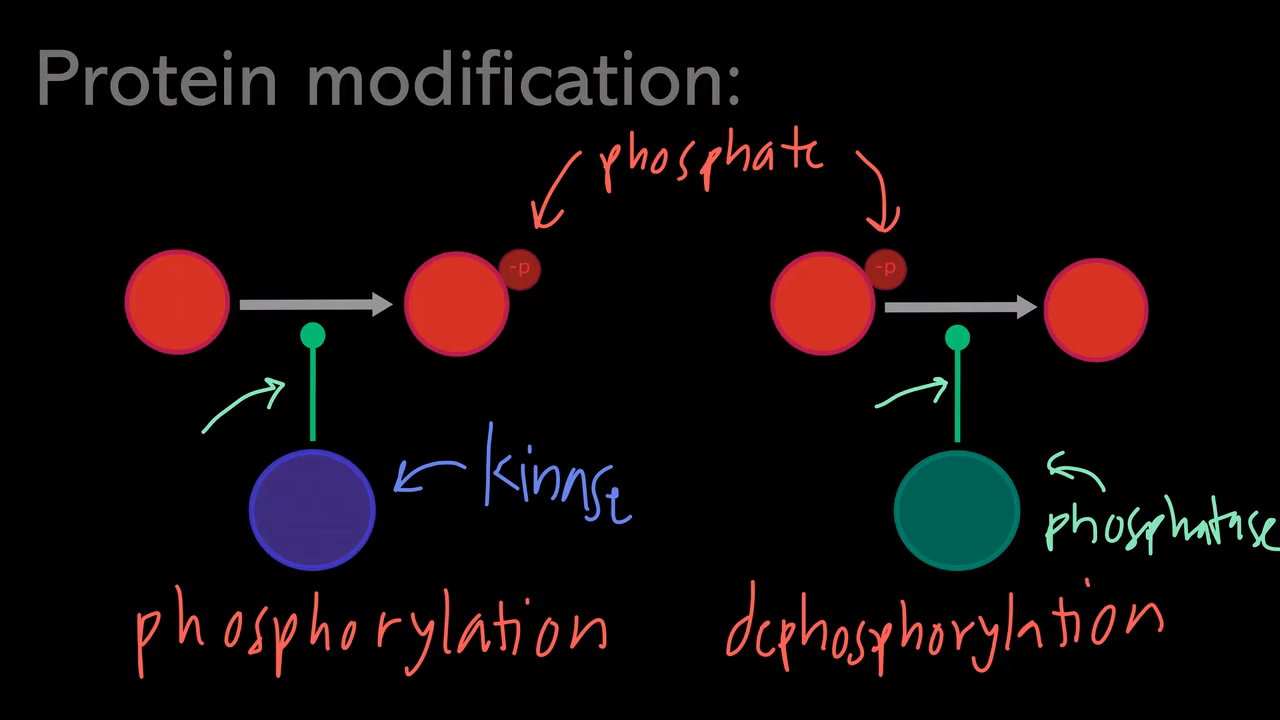 Protein modification:
phosphate
-p
-p
kinase
phosphatase
phosphorylation
dephosphorylation